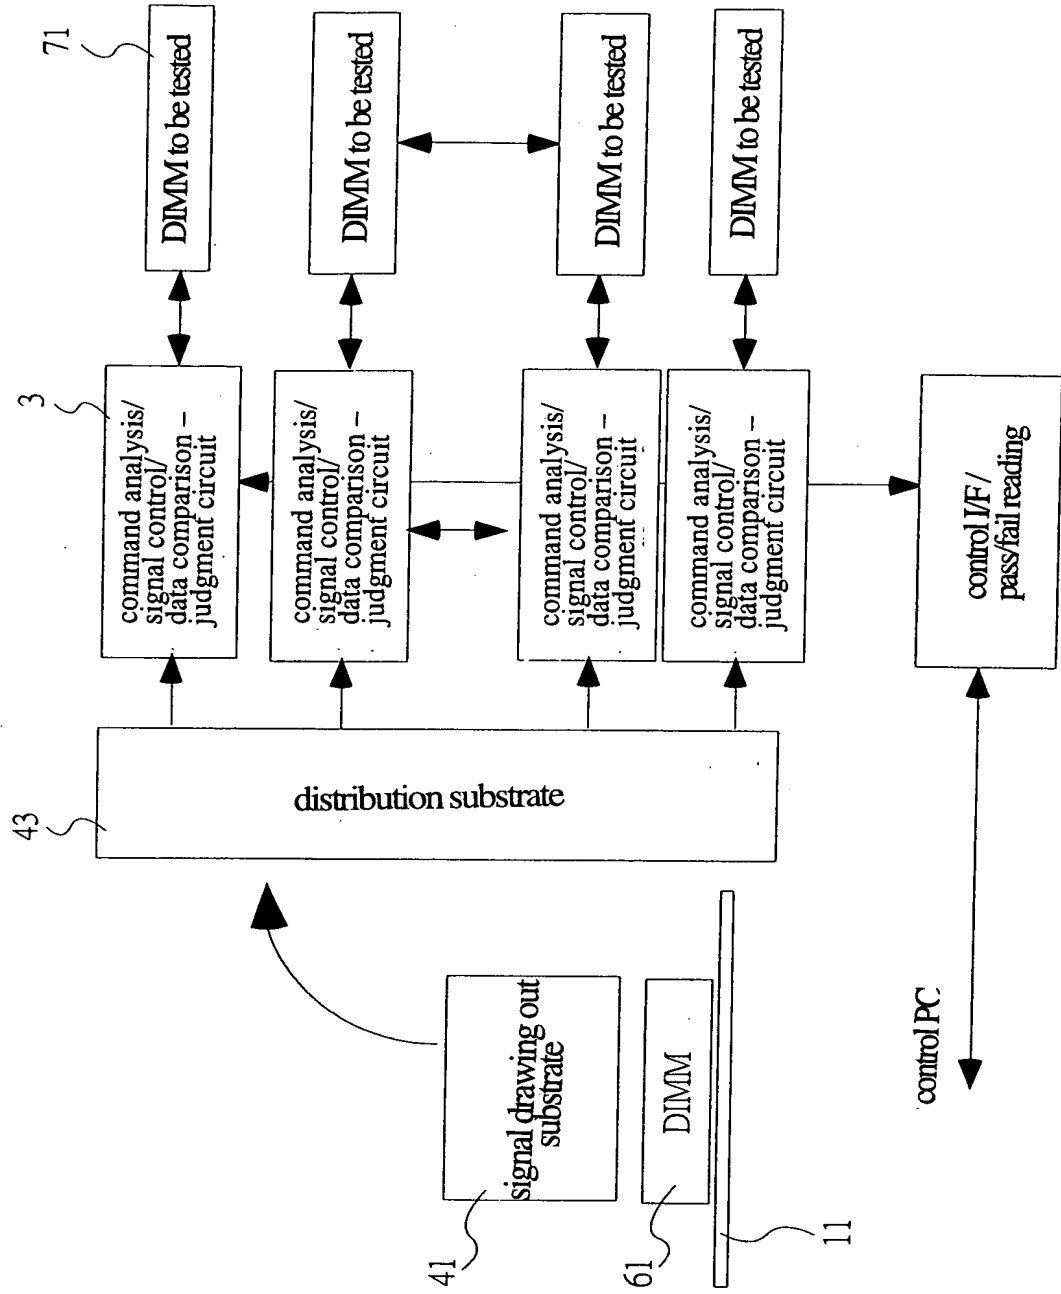 71
DIMM to be tested
DIMM to be tested
DIMM to be tested
DIMM to be tested
3
command analysis/
signal control/
data comparison –
judgment circuit
command analysis/
signal control/
data comparison –
judgment circuit
command analysis/
signal control/
data comparison –
judgment circuit
command analysis/
signal control/
data comparison –
judgment circuit
control I/F/
pass/fail reading
43
distribution substrate
41
signal drawing out
substrate
61
DIMM
11
control PC